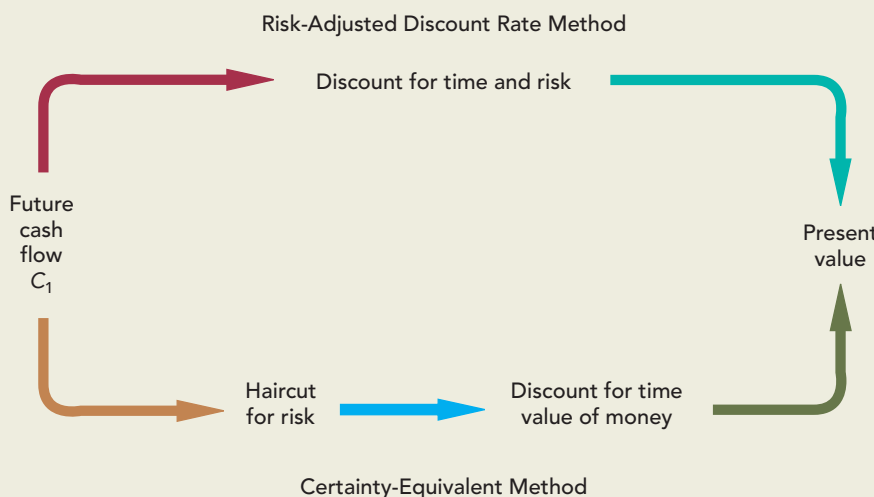 Risk-Adjusted Discount Rate Method
Discount for time and risk
Future
cash
flow
C₁
Present
value
Haircut
for risk
Discount for time
value of money
Certainty-Equivalent Method